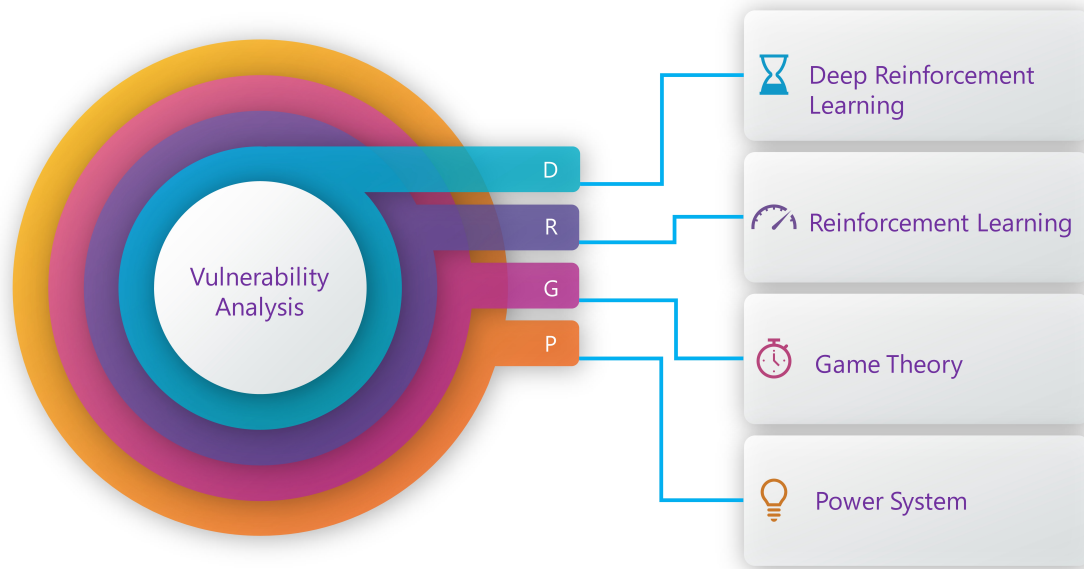 Vulnerability
Analysis
D
R
G
P
Deep Reinforcement
Learning
Reinforcement Learning
Game Theory
Power System